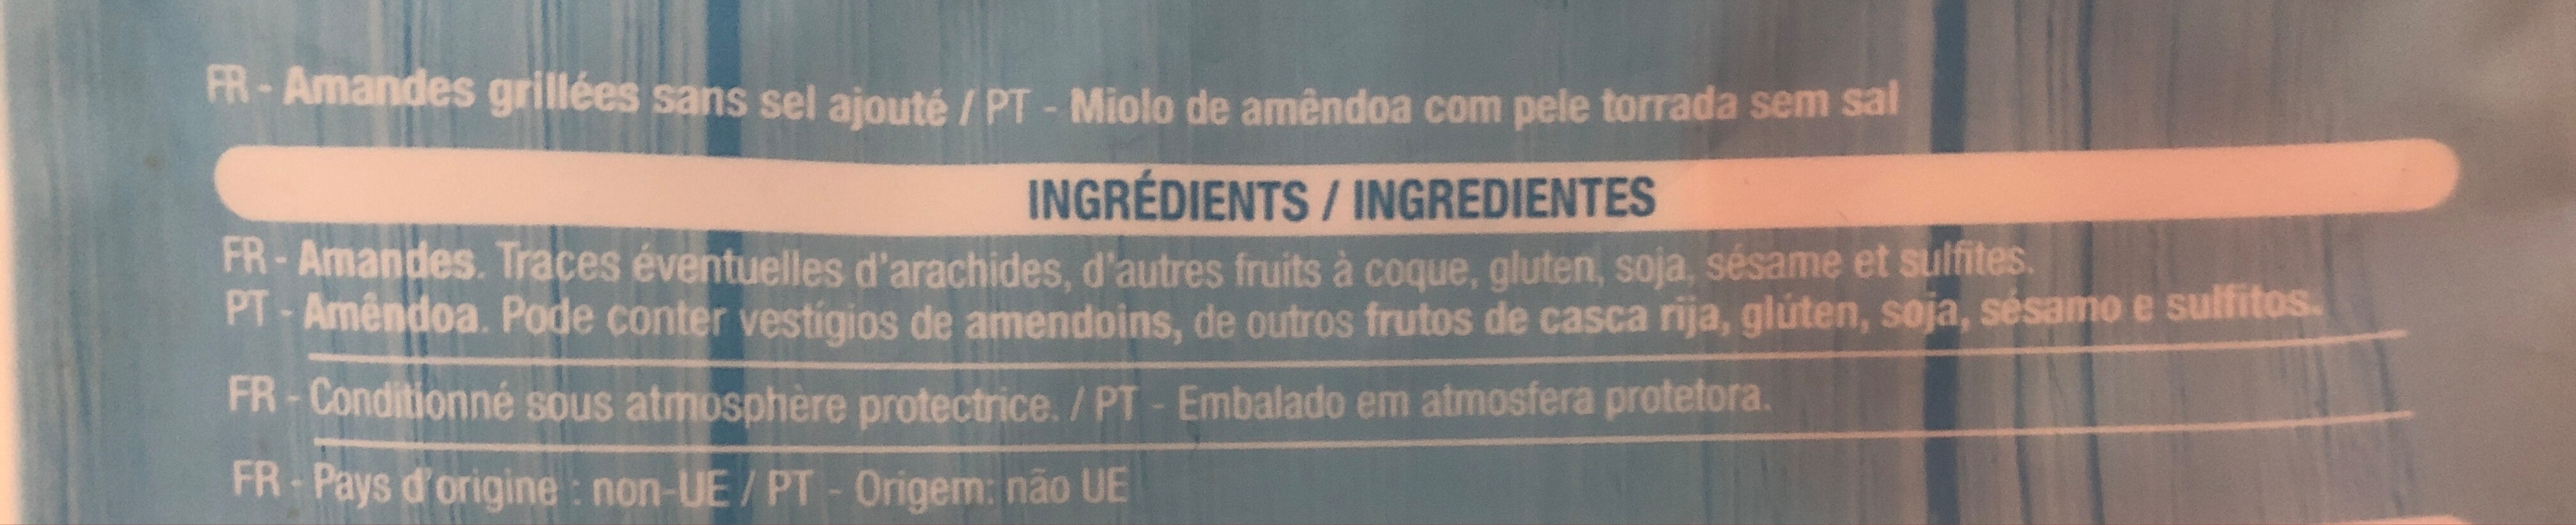 FR - Amandes grillées sans sel ajouté / PT - Miolo de amêndoa com pele torrada sem sal
INGRÉDIENTS / INGREDIENTES
FR - Amandes. Traces éventuelles d'arachides, d'autres fruits à coque, gluten, soja, sésame et sulfites.
PT - Amêndoa. Pode conter vestígios de amendoins, de outros frutos de casca rija, glúten, soja, sésamo e sulfitos.
FR - Conditionné sous atmosphère protectrice. / PT - Embalado em atmosfera protetora.
FR - Pays d'origine : non-UE / PT - Origem: não UE